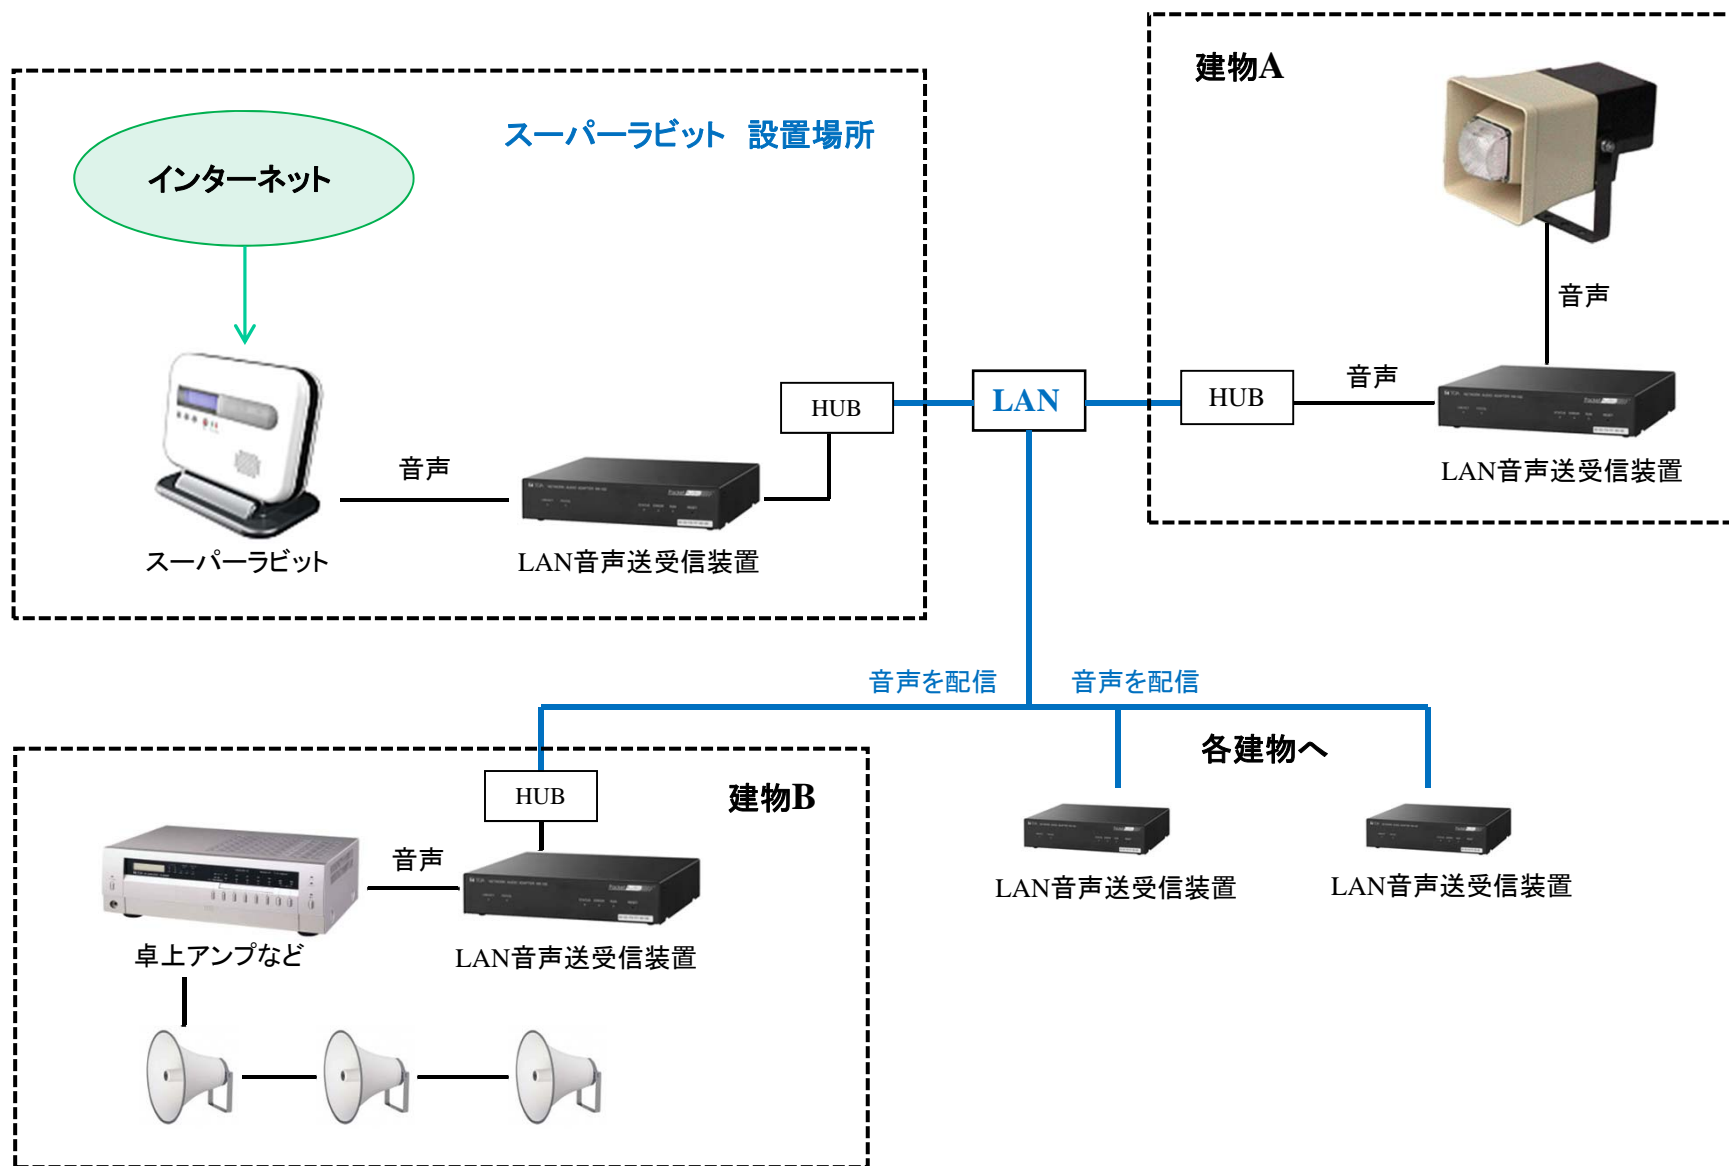 建物A
スーパーラビット 設置場所
インターネット
音声
HUB
LAN
HUB
音声
LAN音声送受信装置
音声
スーパーラビット
LAN音声送受信装置
音声を配信
音声を配信
各建物へ
建物B
HUB
音声
卓上アンプなど
LAN音声送受信装置
LAN音声送受信装置
LAN音声送受信装置